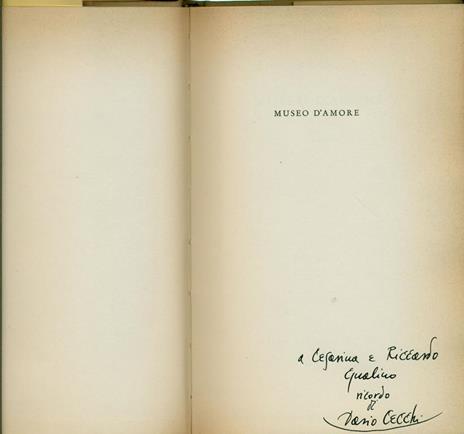 MUSEO D'AMORE
a Cesarina e Riccardo
Gualino
ricordo
di
Dario CECCHI